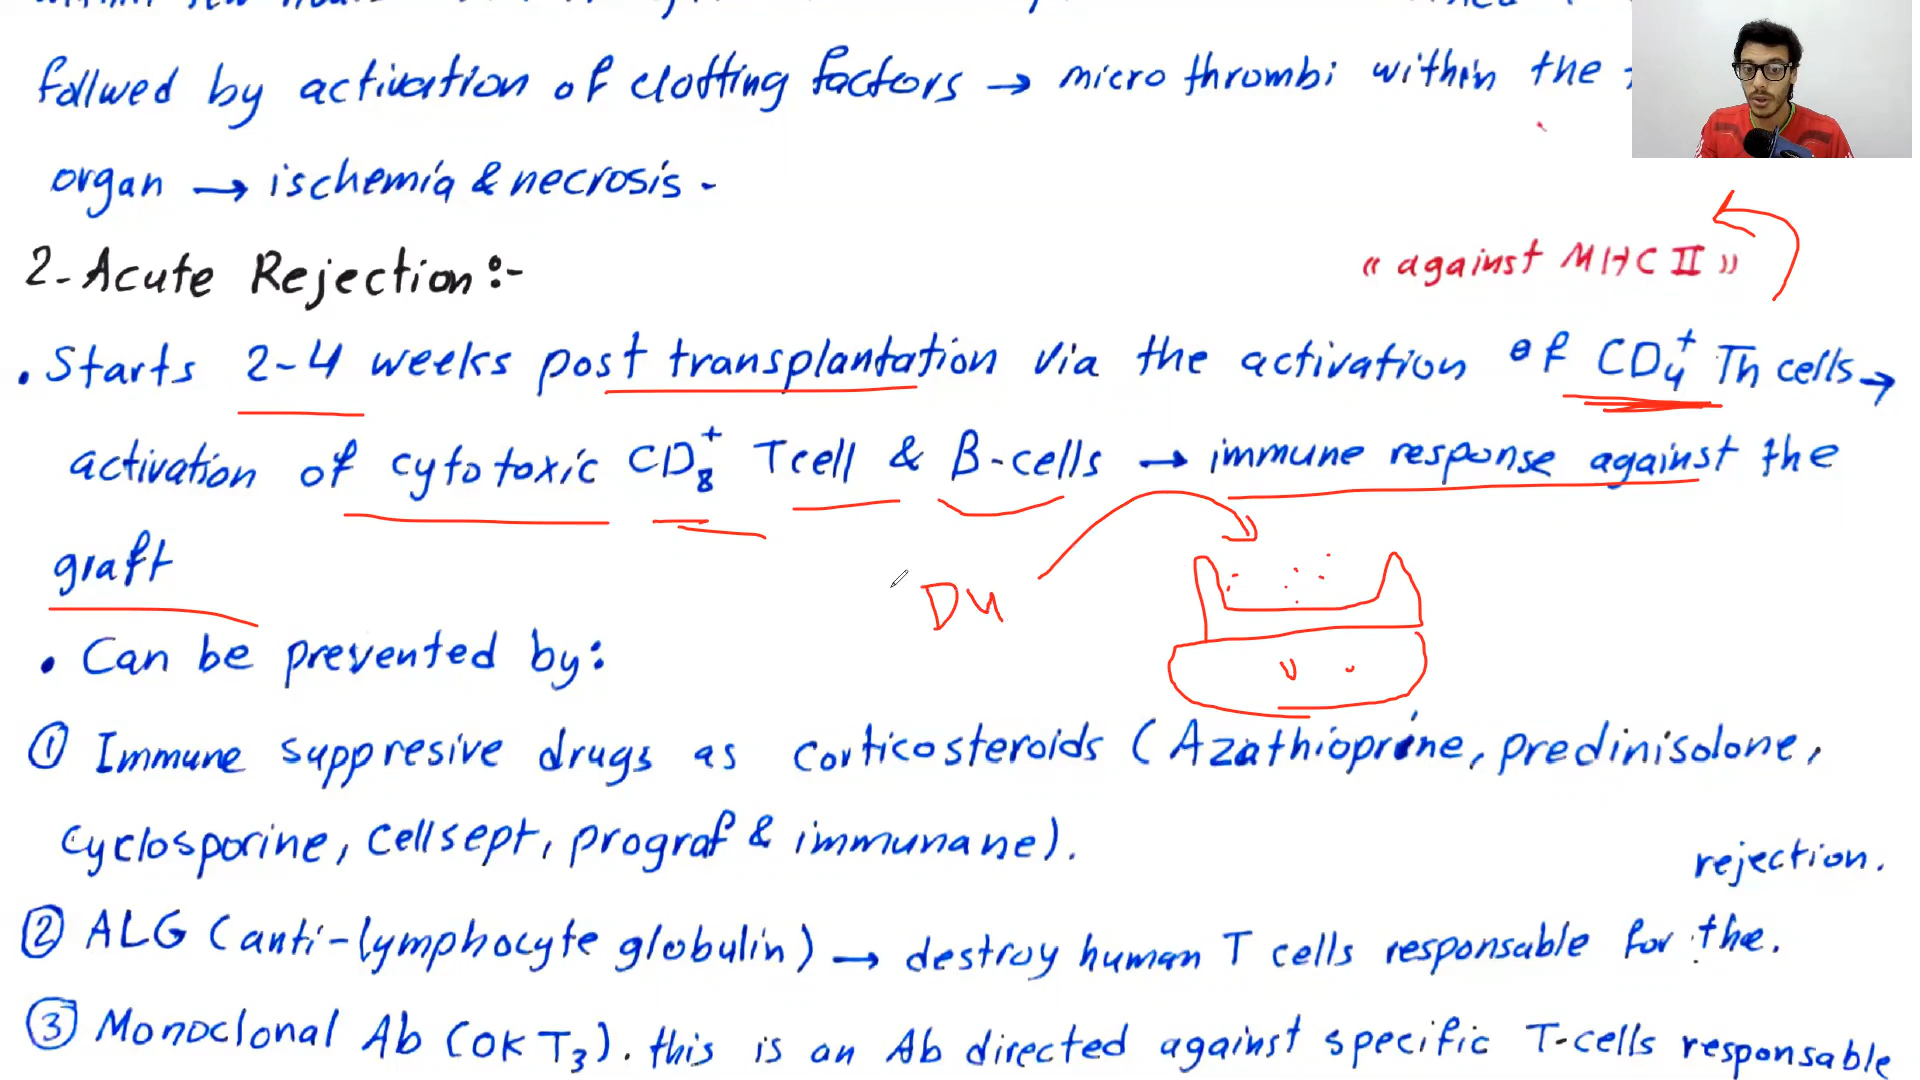 follwed by activation of clotting factors → micro thrombi within the
organ → ischemia & necrosis -
2- Acute Rejection :-
« against MHC II »
. Starts 2-4 weeks post transplantation via the activation of CD4+ Th cells →
activation of cytotoxic CD8+ T cell & B-cells → immune response against the
graft
D4
• Can be prevented by:
① Immune suppresive drugs as corticosteroids (Azathioprine, predinisolone,
cyclosporine, cellsept, prograf & immunane).
rejection.
② ALG (anti-lymphocyte globulin) → destroy human T cells responsable for the.
③ Monoclonal Ab (OKT3). this is an Ab directed against specific T-cells responsable